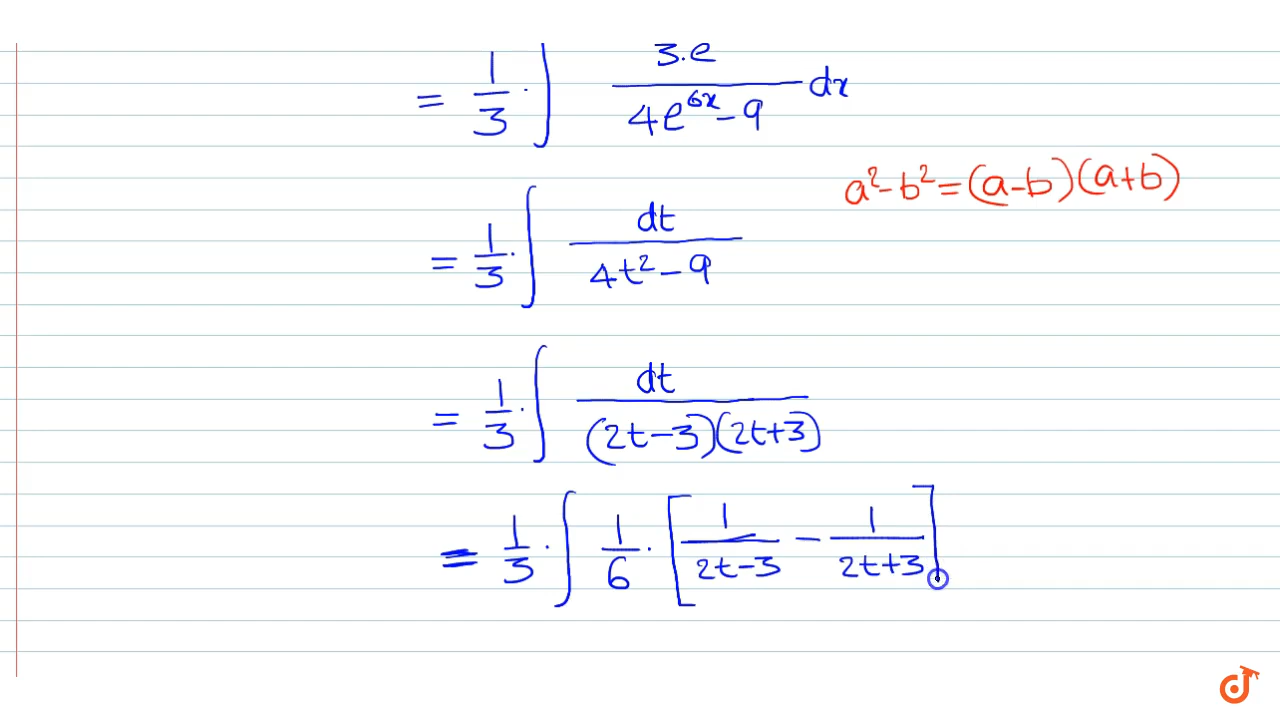 = 1/3 · ∫ 3.e / (4e^(6x) - 9) dx
a² - b² = (a-b)(a+b)
= 1/3 · ∫ dt / (4t² - 9)
= 1/3 · ∫ dt / ((2t-3)(2t+3))
= 1/3 · ∫ 1/6 · [1/(2t-3) - 1/(2t+3)]